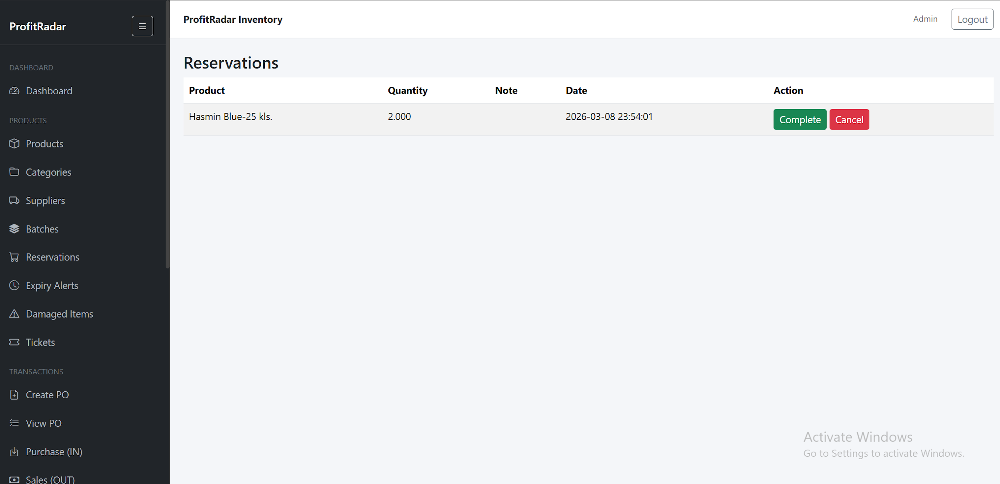 ProfitRadar
DASHBOARD
Dashboard
PRODUCTS
Products
Categories
Suppliers
Batches
Reservations
Expiry Alerts
Damaged Items
Tickets
TRANSACTIONS
Create PO
View PO
Purchase (IN)
Sales (OUT)
ProfitRadar Inventory
Admin
Logout
Reservations
Product Quantity Note Date Action
Hasmin Blue-25 kls. 2.000 2026-03-08 23:54:01 Complete Cancel
Activate Windows
Go to Settings to activate Windows.